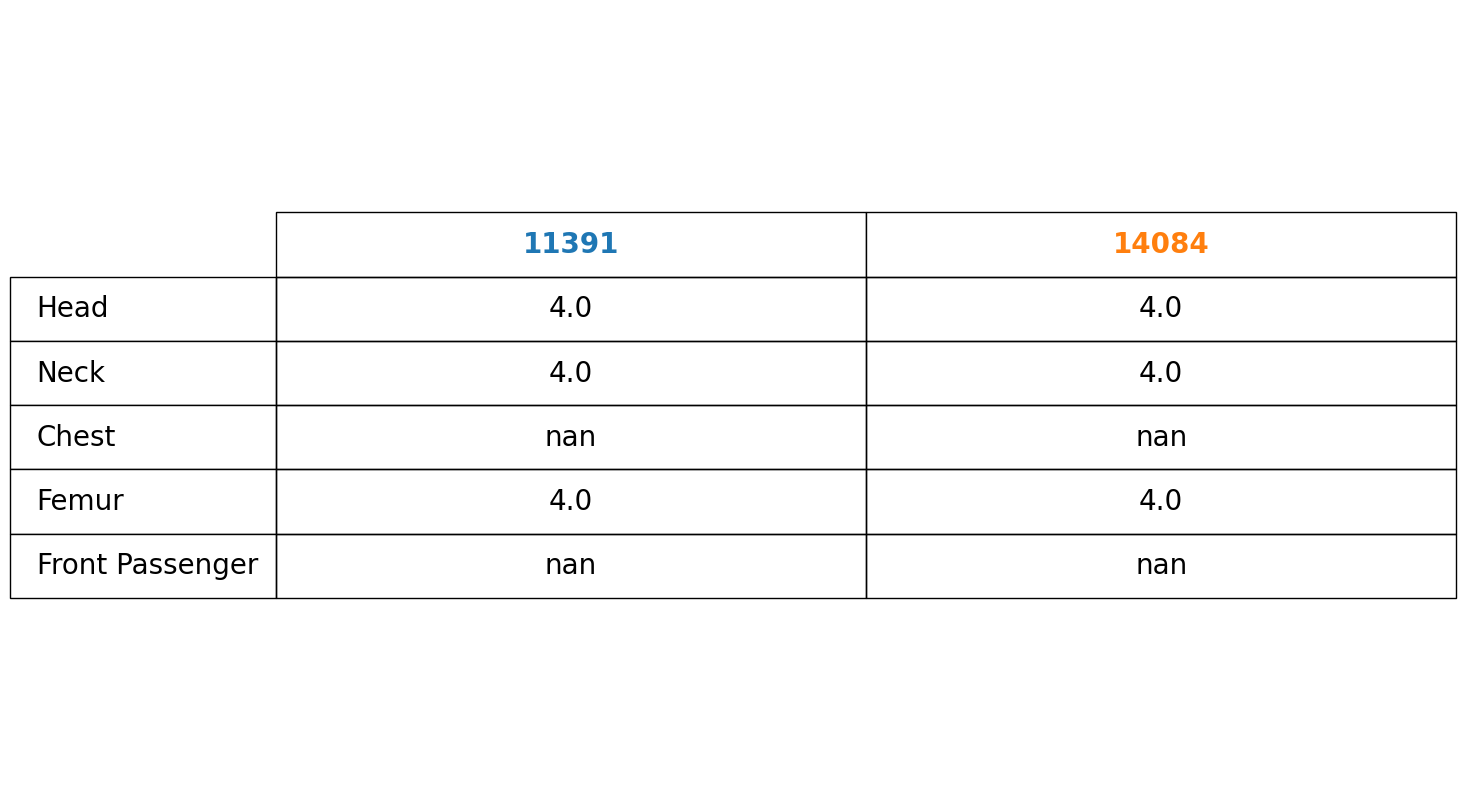 11391 14084
Head 4.0 4.0
Neck 4.0 4.0
Chest nan nan
Femur 4.0 4.0
Front Passenger nan nan